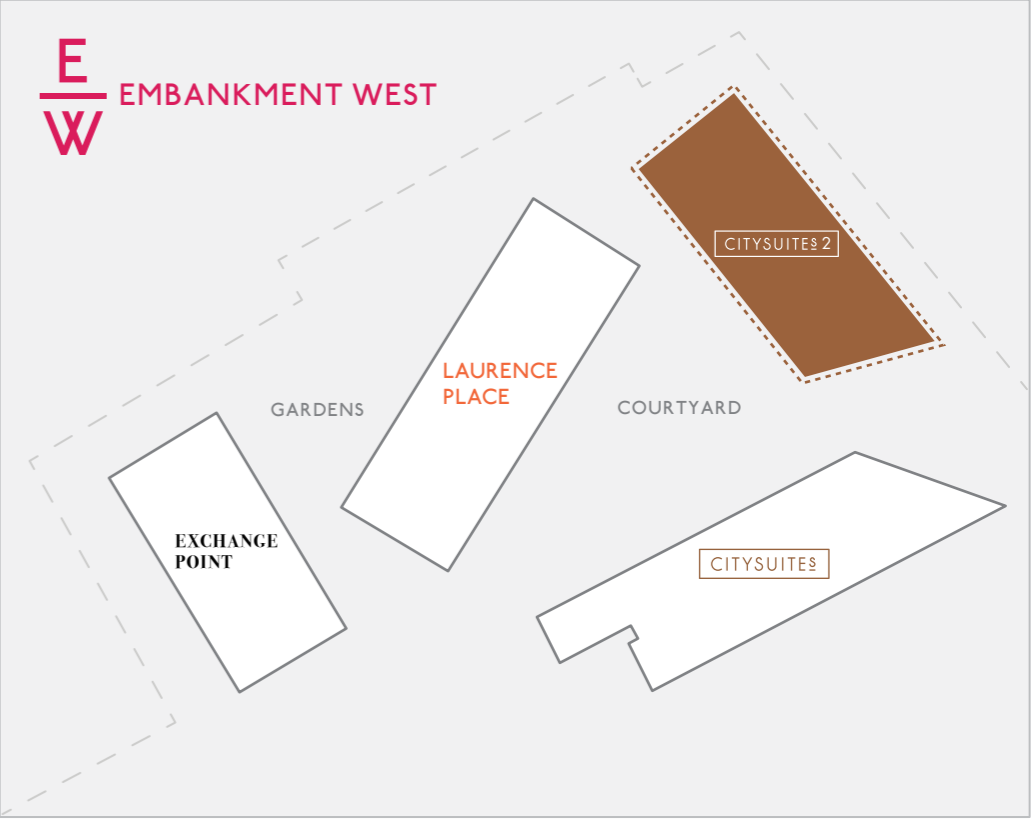 E
W
EMBANKMENT WEST
CITYSUITES 2
LAURENCE
PLACE
GARDENS
COURTYARD
EXCHANGE
POINT
CITYSUITES